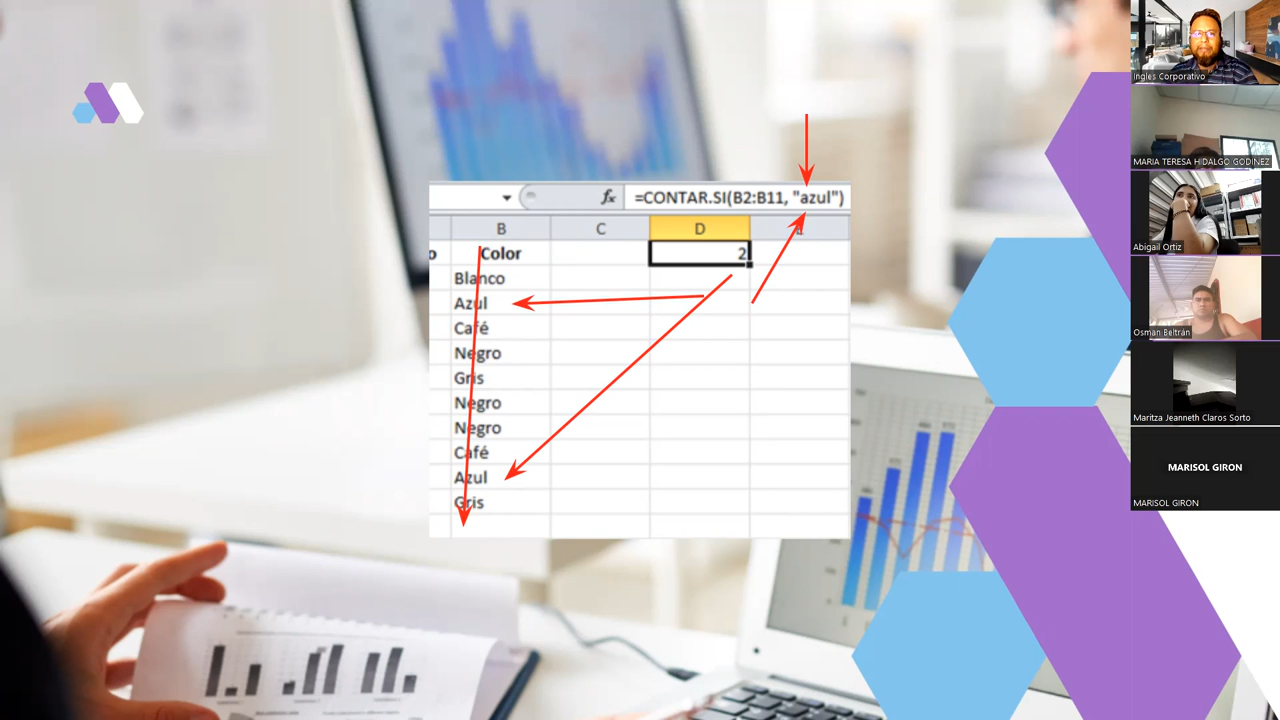 =CONTAR.SI(B2:B11, "azul")
B C D
o Color 2
Blanco
Azul
Café
Negro
Gris
Negro
Negro
Café
Azul
Gris
Ingles Corporativo
MARIA TERESA HIDALGO GODINEZ
Abigail Ortiz
Osman Beltrán
Maritza Jeanneth Claros Sorto
MARISOL GIRON
MARISOL GIRON